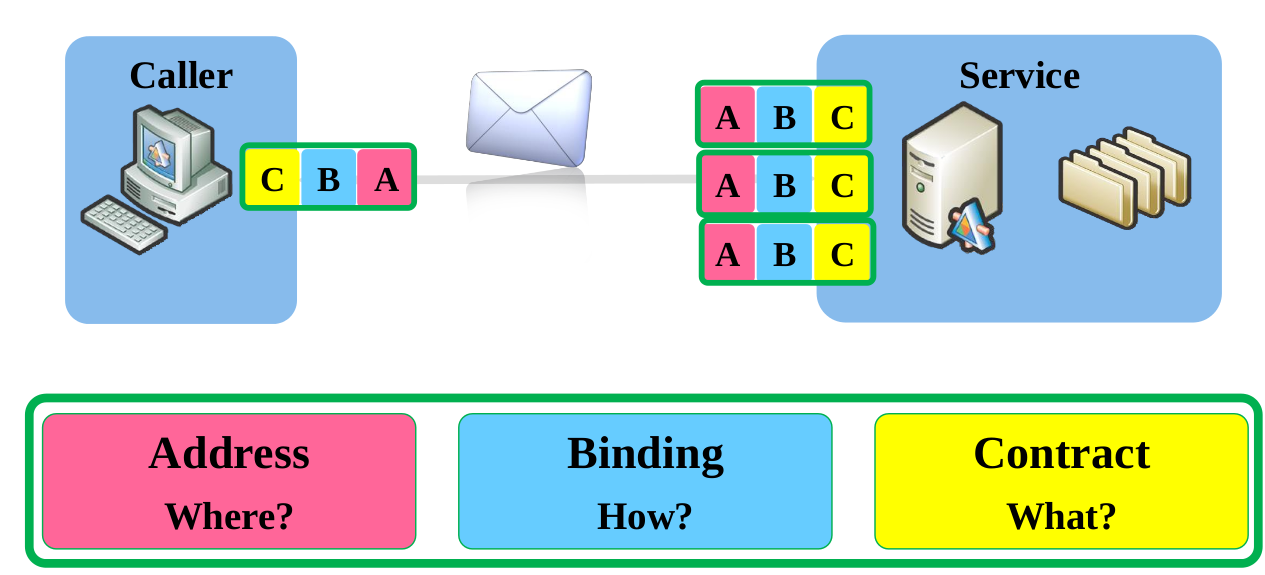 Caller
Service
C B A
A B C
A B C
A B C
Address
Where?
Binding
How?
Contract
What?